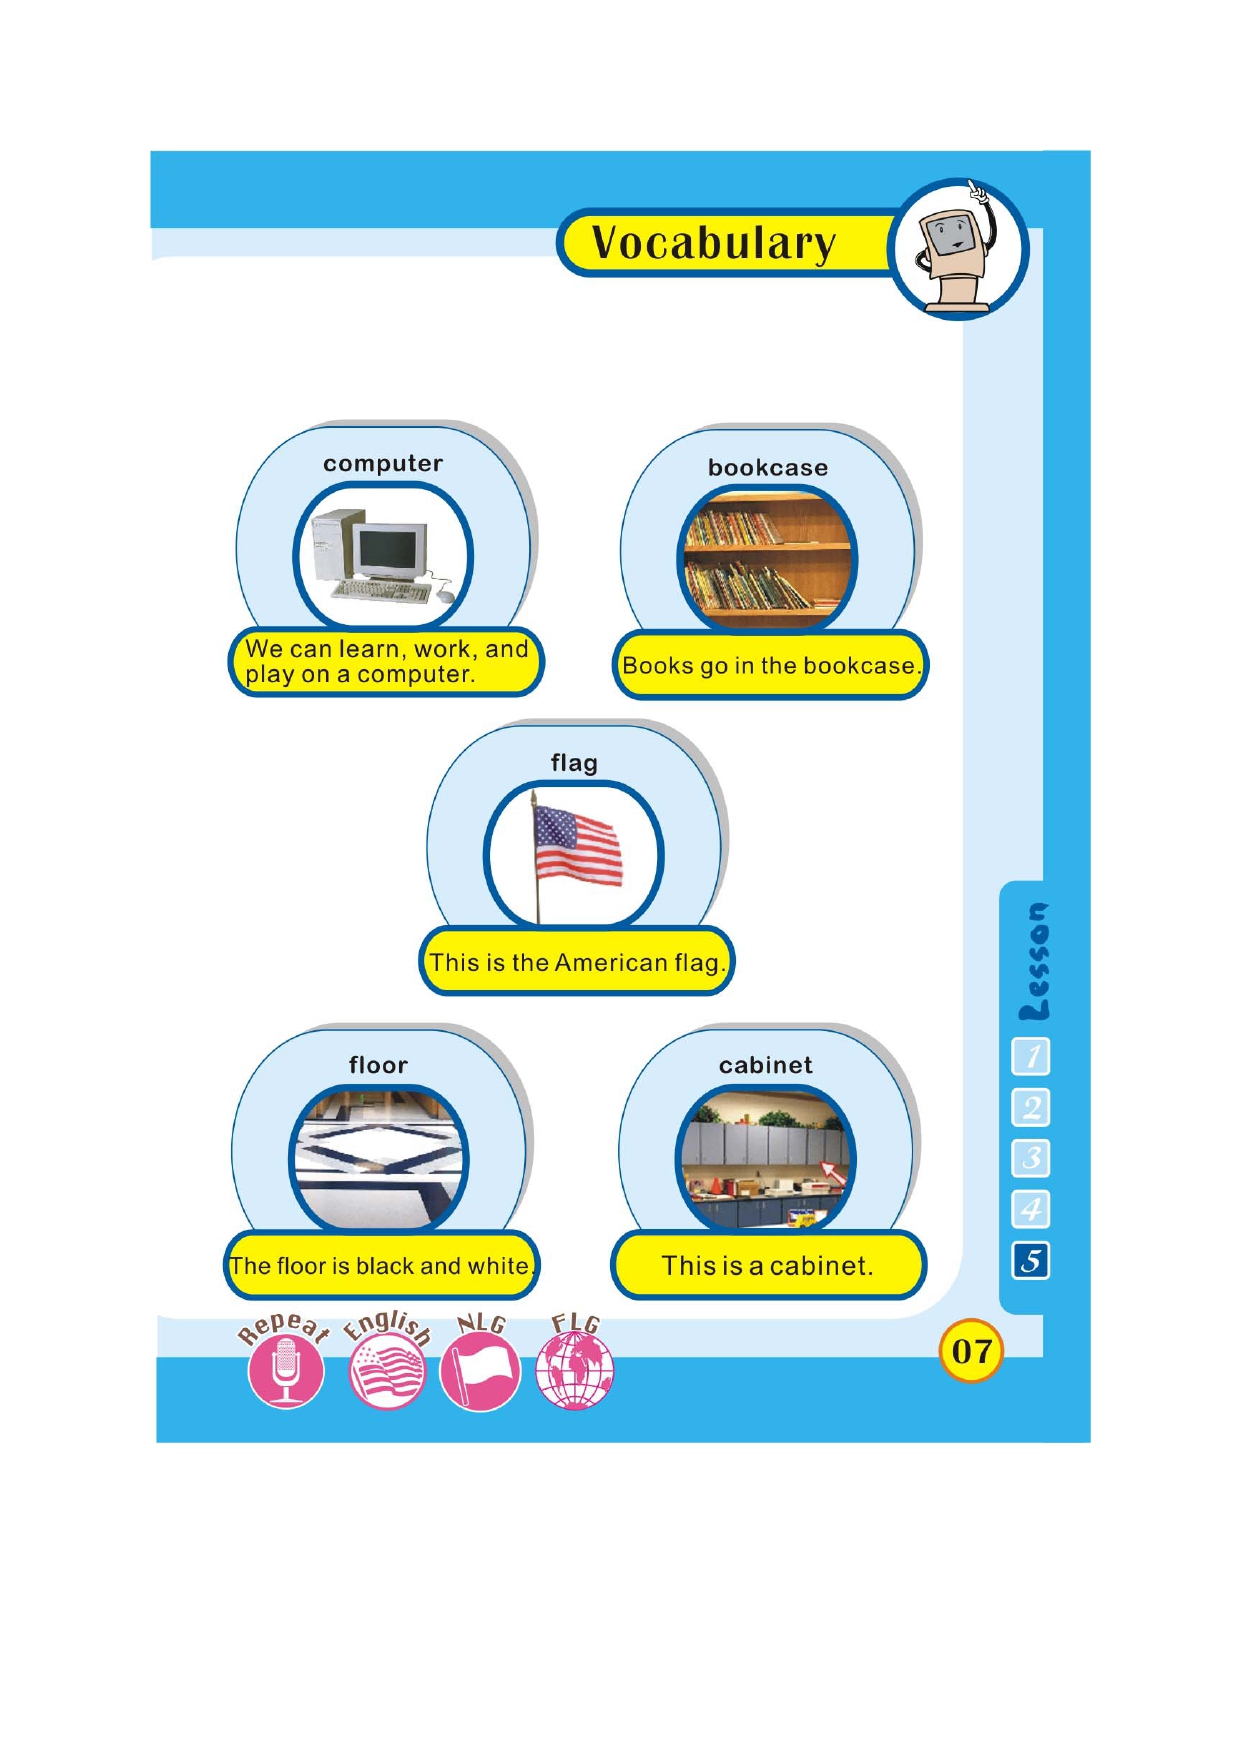 Vocabulary
computer
We can learn, work, and
play on a computer.
bookcase
Books go in the bookcase.
flag
This is the American flag.
floor
The floor is black and white.
cabinet
This is a cabinet.
Lesson
1
2
3
4
5
Repeat
English
NLG
FLG
07